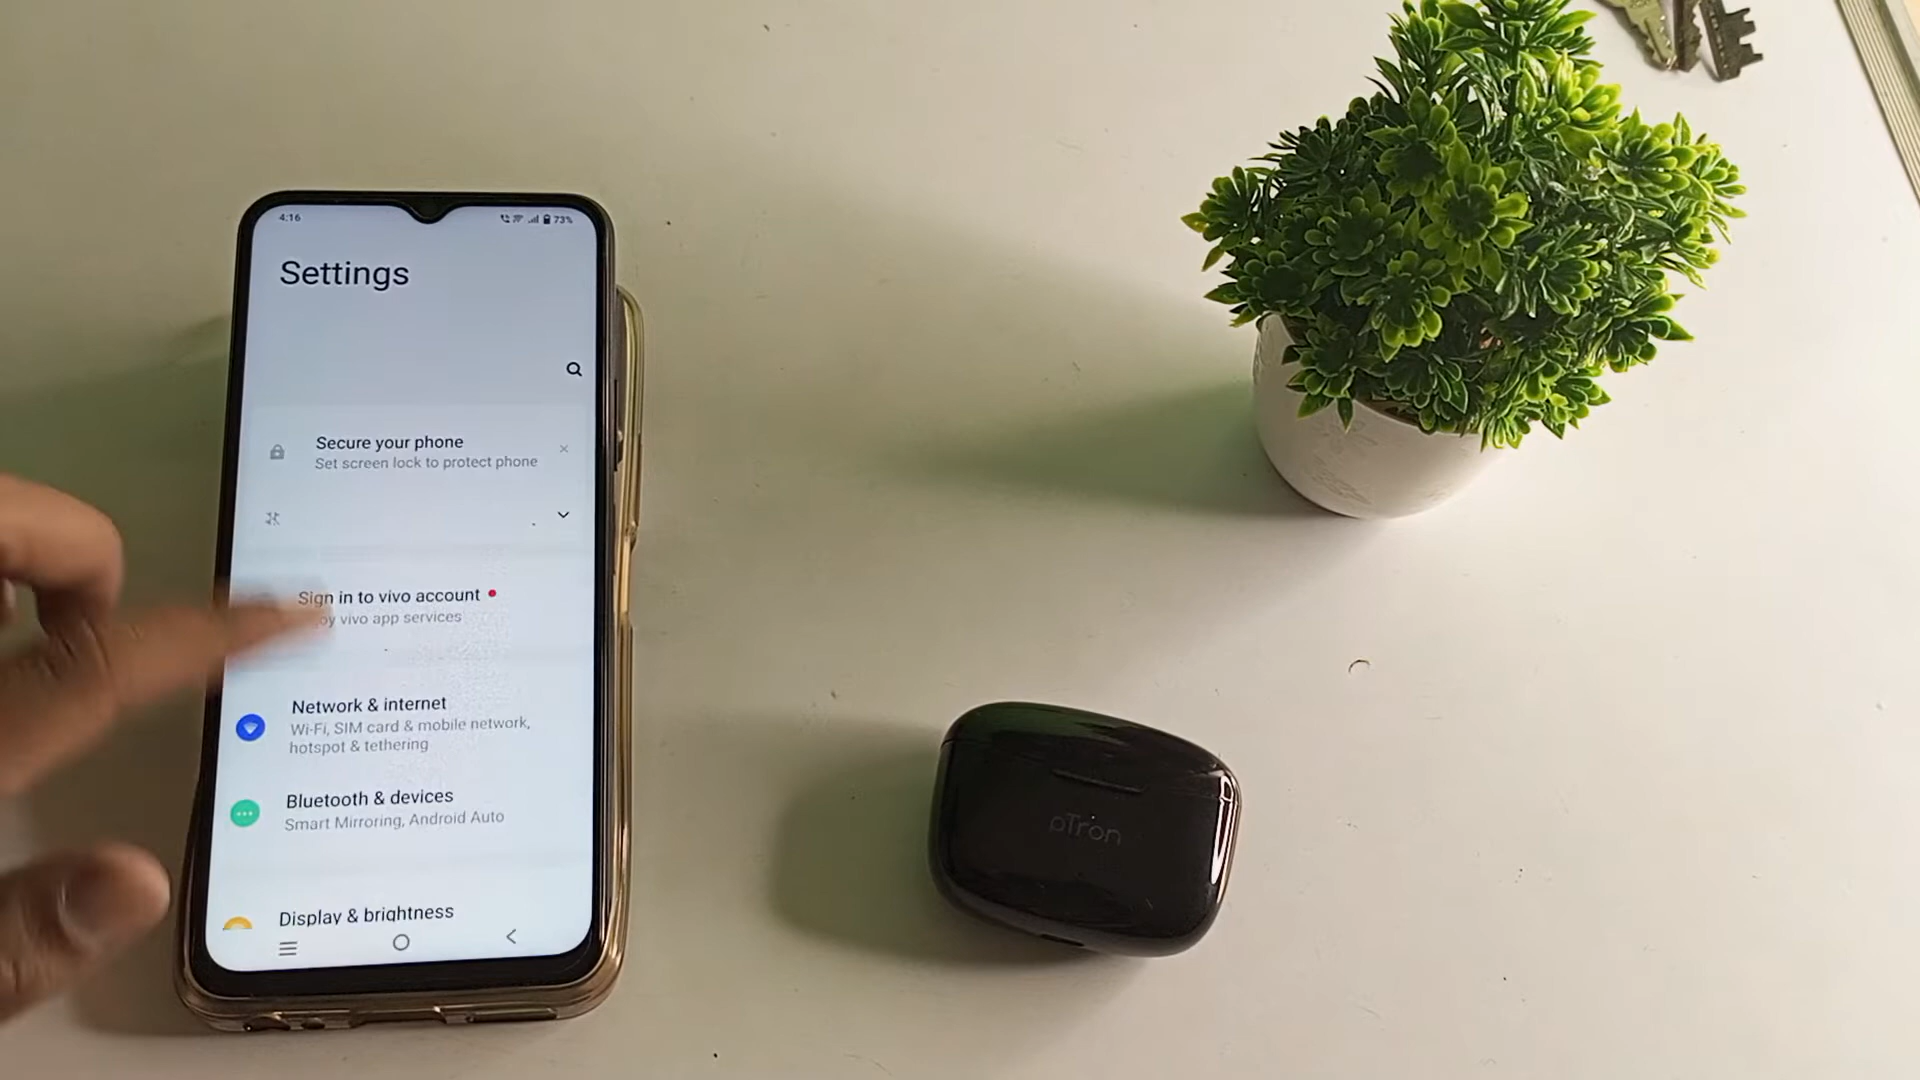 4:16
73%
Settings
Secure your phone
Set screen lock to protect phone
Sign in to vivo account
vivo app services
Network & internet
Wi-Fi, SIM card & mobile network,
hotspot & tethering
Bluetooth & devices
Smart Mirroring, Android Auto
Display & brightness
pTron